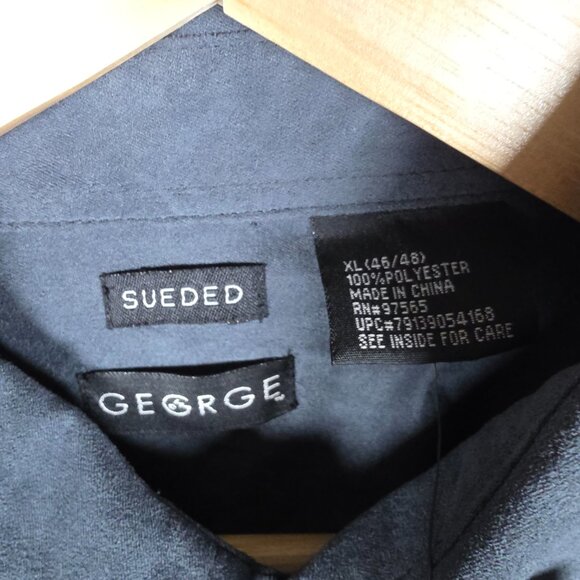 SUEDED
GEORGE
XL(46/48)
100%POLYESTER
MADE IN CHINA
RN#97565
UPC#79139054168
SEE INSIDE FOR CARE